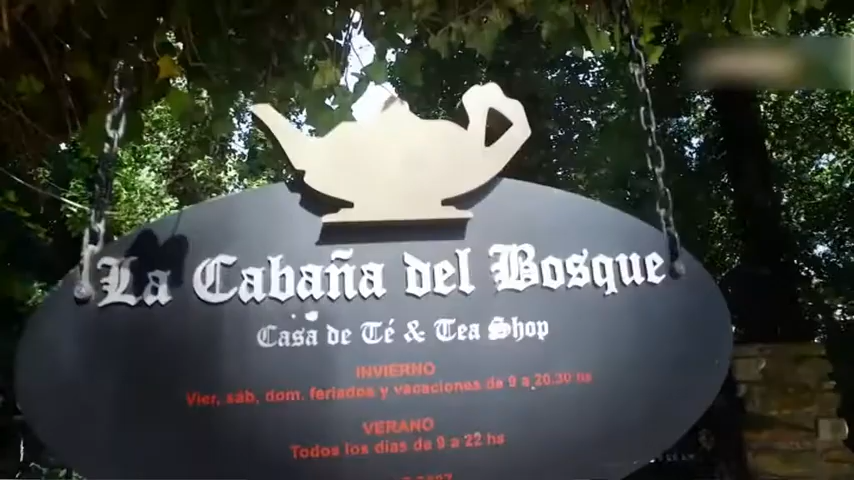 La Cabaña del Bosque
Casa de Té & Tea Shop
INVIERNO
Vier, sáb, dom. feriados y vacaciones de 9 a 20.30 hs
VERANO
Todos los días de 9 a 22 hs